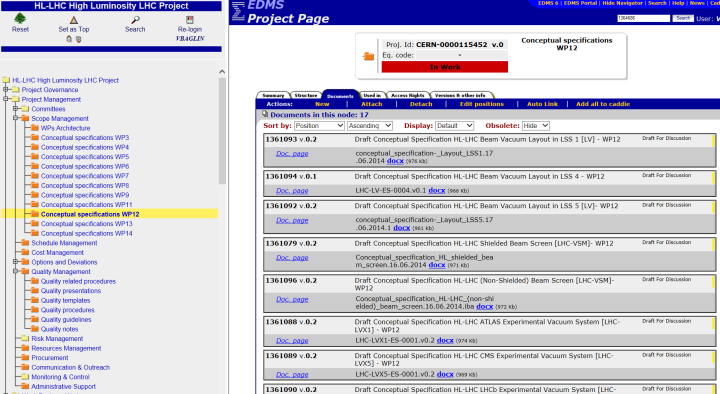 HL-LHC High Luminosity LHC Project
Reset
Set as Top
Search
Re-login
VBAGLIN
HL-LHC High Luminosity LHC Project
Project Governance
Project Management
Committees
Scope Management
WPs Architecture
Conceptual specifications WP3
Conceptual specifications WP4
Conceptual specifications WP5
Conceptual specifications WP6
Conceptual specifications WP7
Conceptual specifications WP8
Conceptual specifications WP9
Conceptual specifications WP11
Conceptual specifications WP12
Conceptual specifications WP13
Conceptual specifications WP14
Schedule Management
Cost Management
Options and Deviations
Quality Management
Quality related procedures
Quality presentations
Quality templates
Quality procedures
Quality guidelines
Quality notes
Risk Management
Resources Management
Procurement
Communication & Outreach
Monitoring & Control
Administrative Support
EDMS
Project Page
EDMS 6 | EDMS Portal | Hide Navigator | Search | Help | News |
Search
User:
Proj. Id: CERN-0000115452 v.0
Eq. code: -
In Work
Conceptual specifications
WP12
Summary
Structure
Documents
Used in
Access Rights
Versions & other info
Actions: New | Attach | Detach | Edit positions | Auto Link | Add all to caddie
Documents in this node: 17
Sort by: Position Ascending Display: Default Obsolete: Hide
1361093 v.0.2 Draft Conceptual Specification HL-LHC Beam Vacuum Layout in LSS 1 [LV] - WP12 Draft For Discussion
Doc. page conceptual_specification-_Layout_LSS1.17
.06.2014 docx (976 Kb)
1361094 v.0.1 Draft Conceptual Specification HL-LHC Beam Vacuum Layout in LSS 4 - WP12 Draft For Discussion
Doc. page LHC-LV-ES-0004.v0.1 docx (966 Kb)
1361092 v.0.2 Draft Conceptual Specification HL-LHC Beam Vacuum Layout in LSS 5 [LV]- WP12 Draft For Discussion
Doc. page conceptual_specification-_Layout_LSS5.17
.06.2014.1 docx (961 Kb)
1361079 v.0.2 Draft Conceptual Specification HL-LHC Shielded Beam Screen [LHC-VSM]- WP12 Draft For Discussion
Doc. page Conceptual_specification_HL_shielded_bea
m_screen.16.06.2014 docx (971 Kb)
1361096 v.0.2 Draft Conceptual Specification HL-LHC (Non-Shielded) Beam Screen [LHC-VSM]-
WP12 Draft For Discussion
Doc. page Conceptual_specification_HL-LHC_(non-shi
elded)_beam_screen.16.06.2014.iba docx (972 Kb)
1361088 v.0.2 Draft Conceptual Specification HL-LHC ATLAS Experimental Vacuum System [LHC-
LVX1] - WP12 Draft For Discussion
Doc. page LHC-LVX1-ES-0001.v0.2 docx (974 Kb)
1361089 v.0.2 Draft Conceptual Specification HL-LHC CMS Experimental Vacuum System [LHC-
LVX5] - WP12 Draft For Discussion
Doc. page LHC-LVX5-ES-0001.v0.2 docx (969 Kb)
1361090 v.0.2 Draft Conceptual Specification HL-LHC LHCb Experimental Vacuum System [LHC- Draft For Discussion